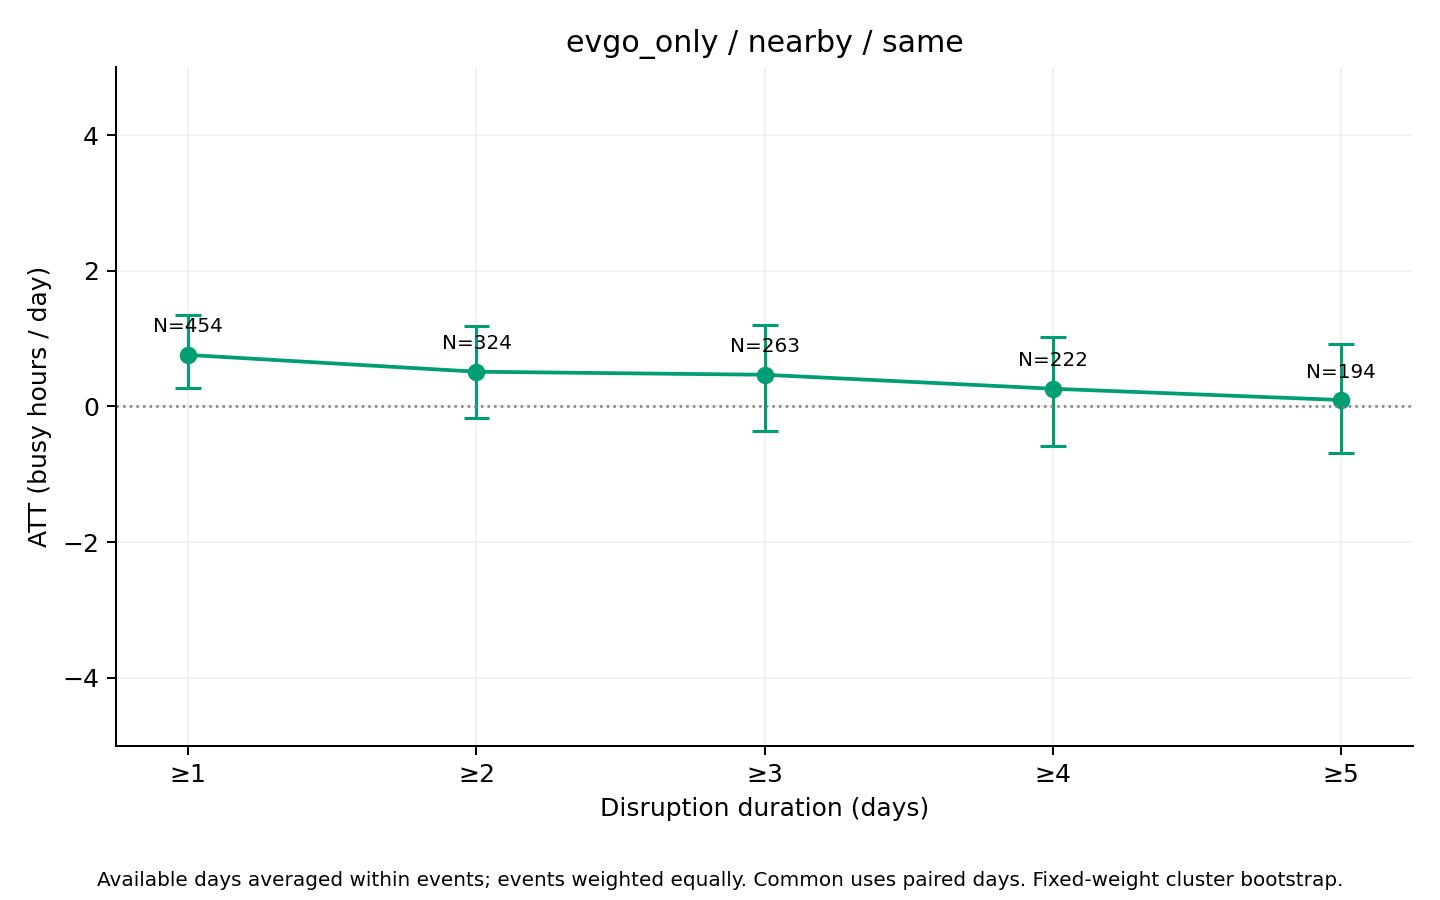 evgo_only / nearby / same
ATT (busy hours / day)
4
2
0
−2
−4
N=454
N=324
N=263
N=222
N=194
≥1
≥2
≥3
≥4
≥5
Disruption duration (days)
Available days averaged within events; events weighted equally. Common uses paired days. Fixed-weight cluster bootstrap.